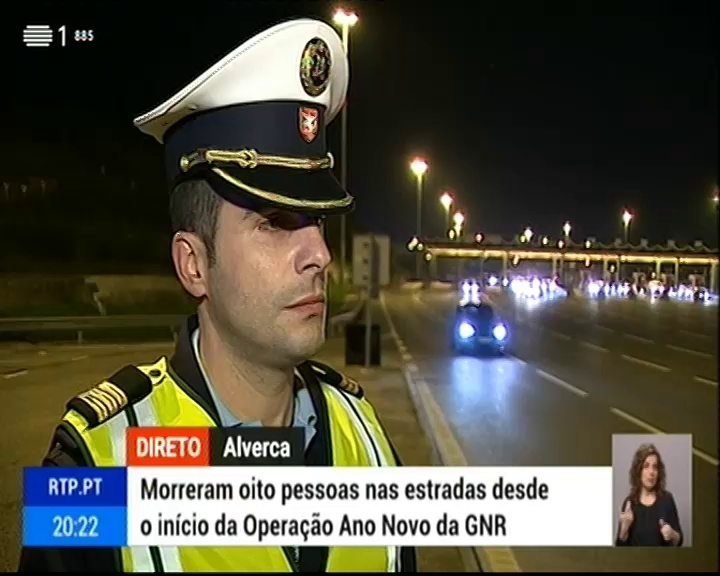 1 885
DIRETO Alverca
RTP.PT
20:22
Morreram oito pessoas nas estradas desde
o início da Operação Ano Novo da GNR